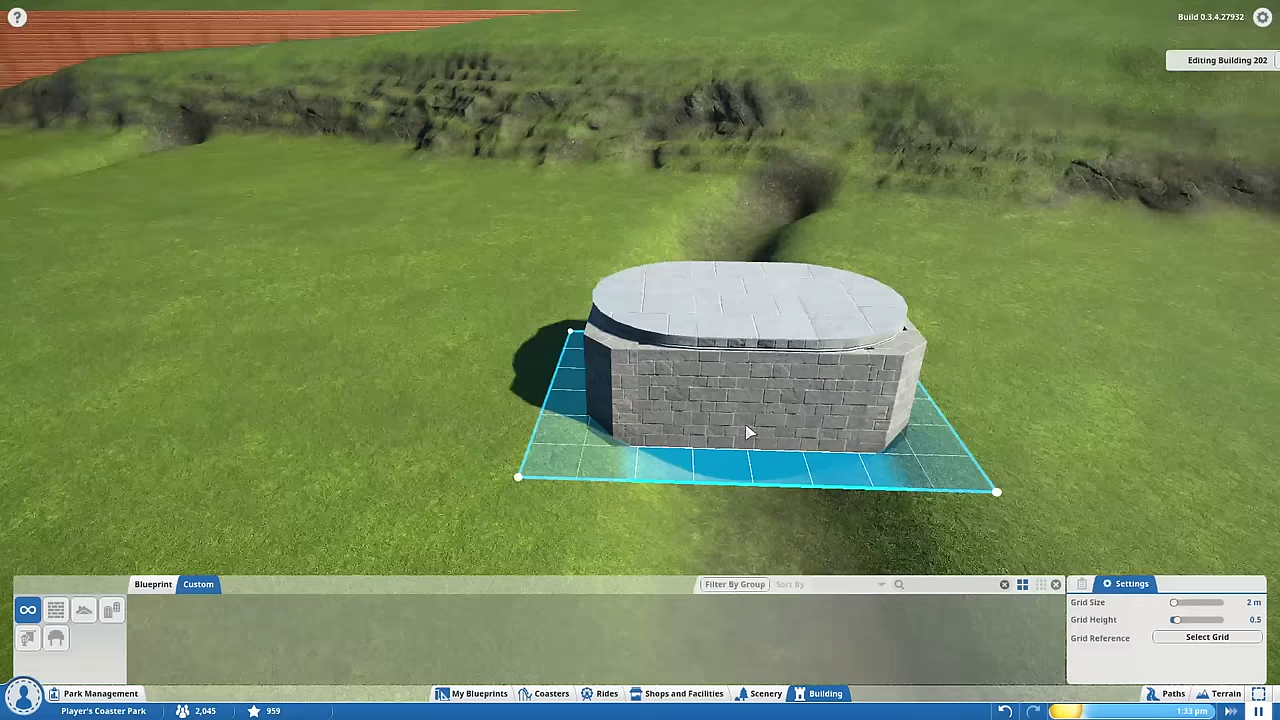 ?
Build 0.3.4.27932
Editing Building 202
Blueprint
Custom
Filter By Group
Sort By
Settings
Grid Size
2 m
Grid Height
0.5
Grid Reference
Select Grid
Park Management
My Blueprints
Coasters
Rides
Shops and Facilities
Scenery
Building
Paths
Terrain
Player's Coaster Park
2,045
959
1:33 pm